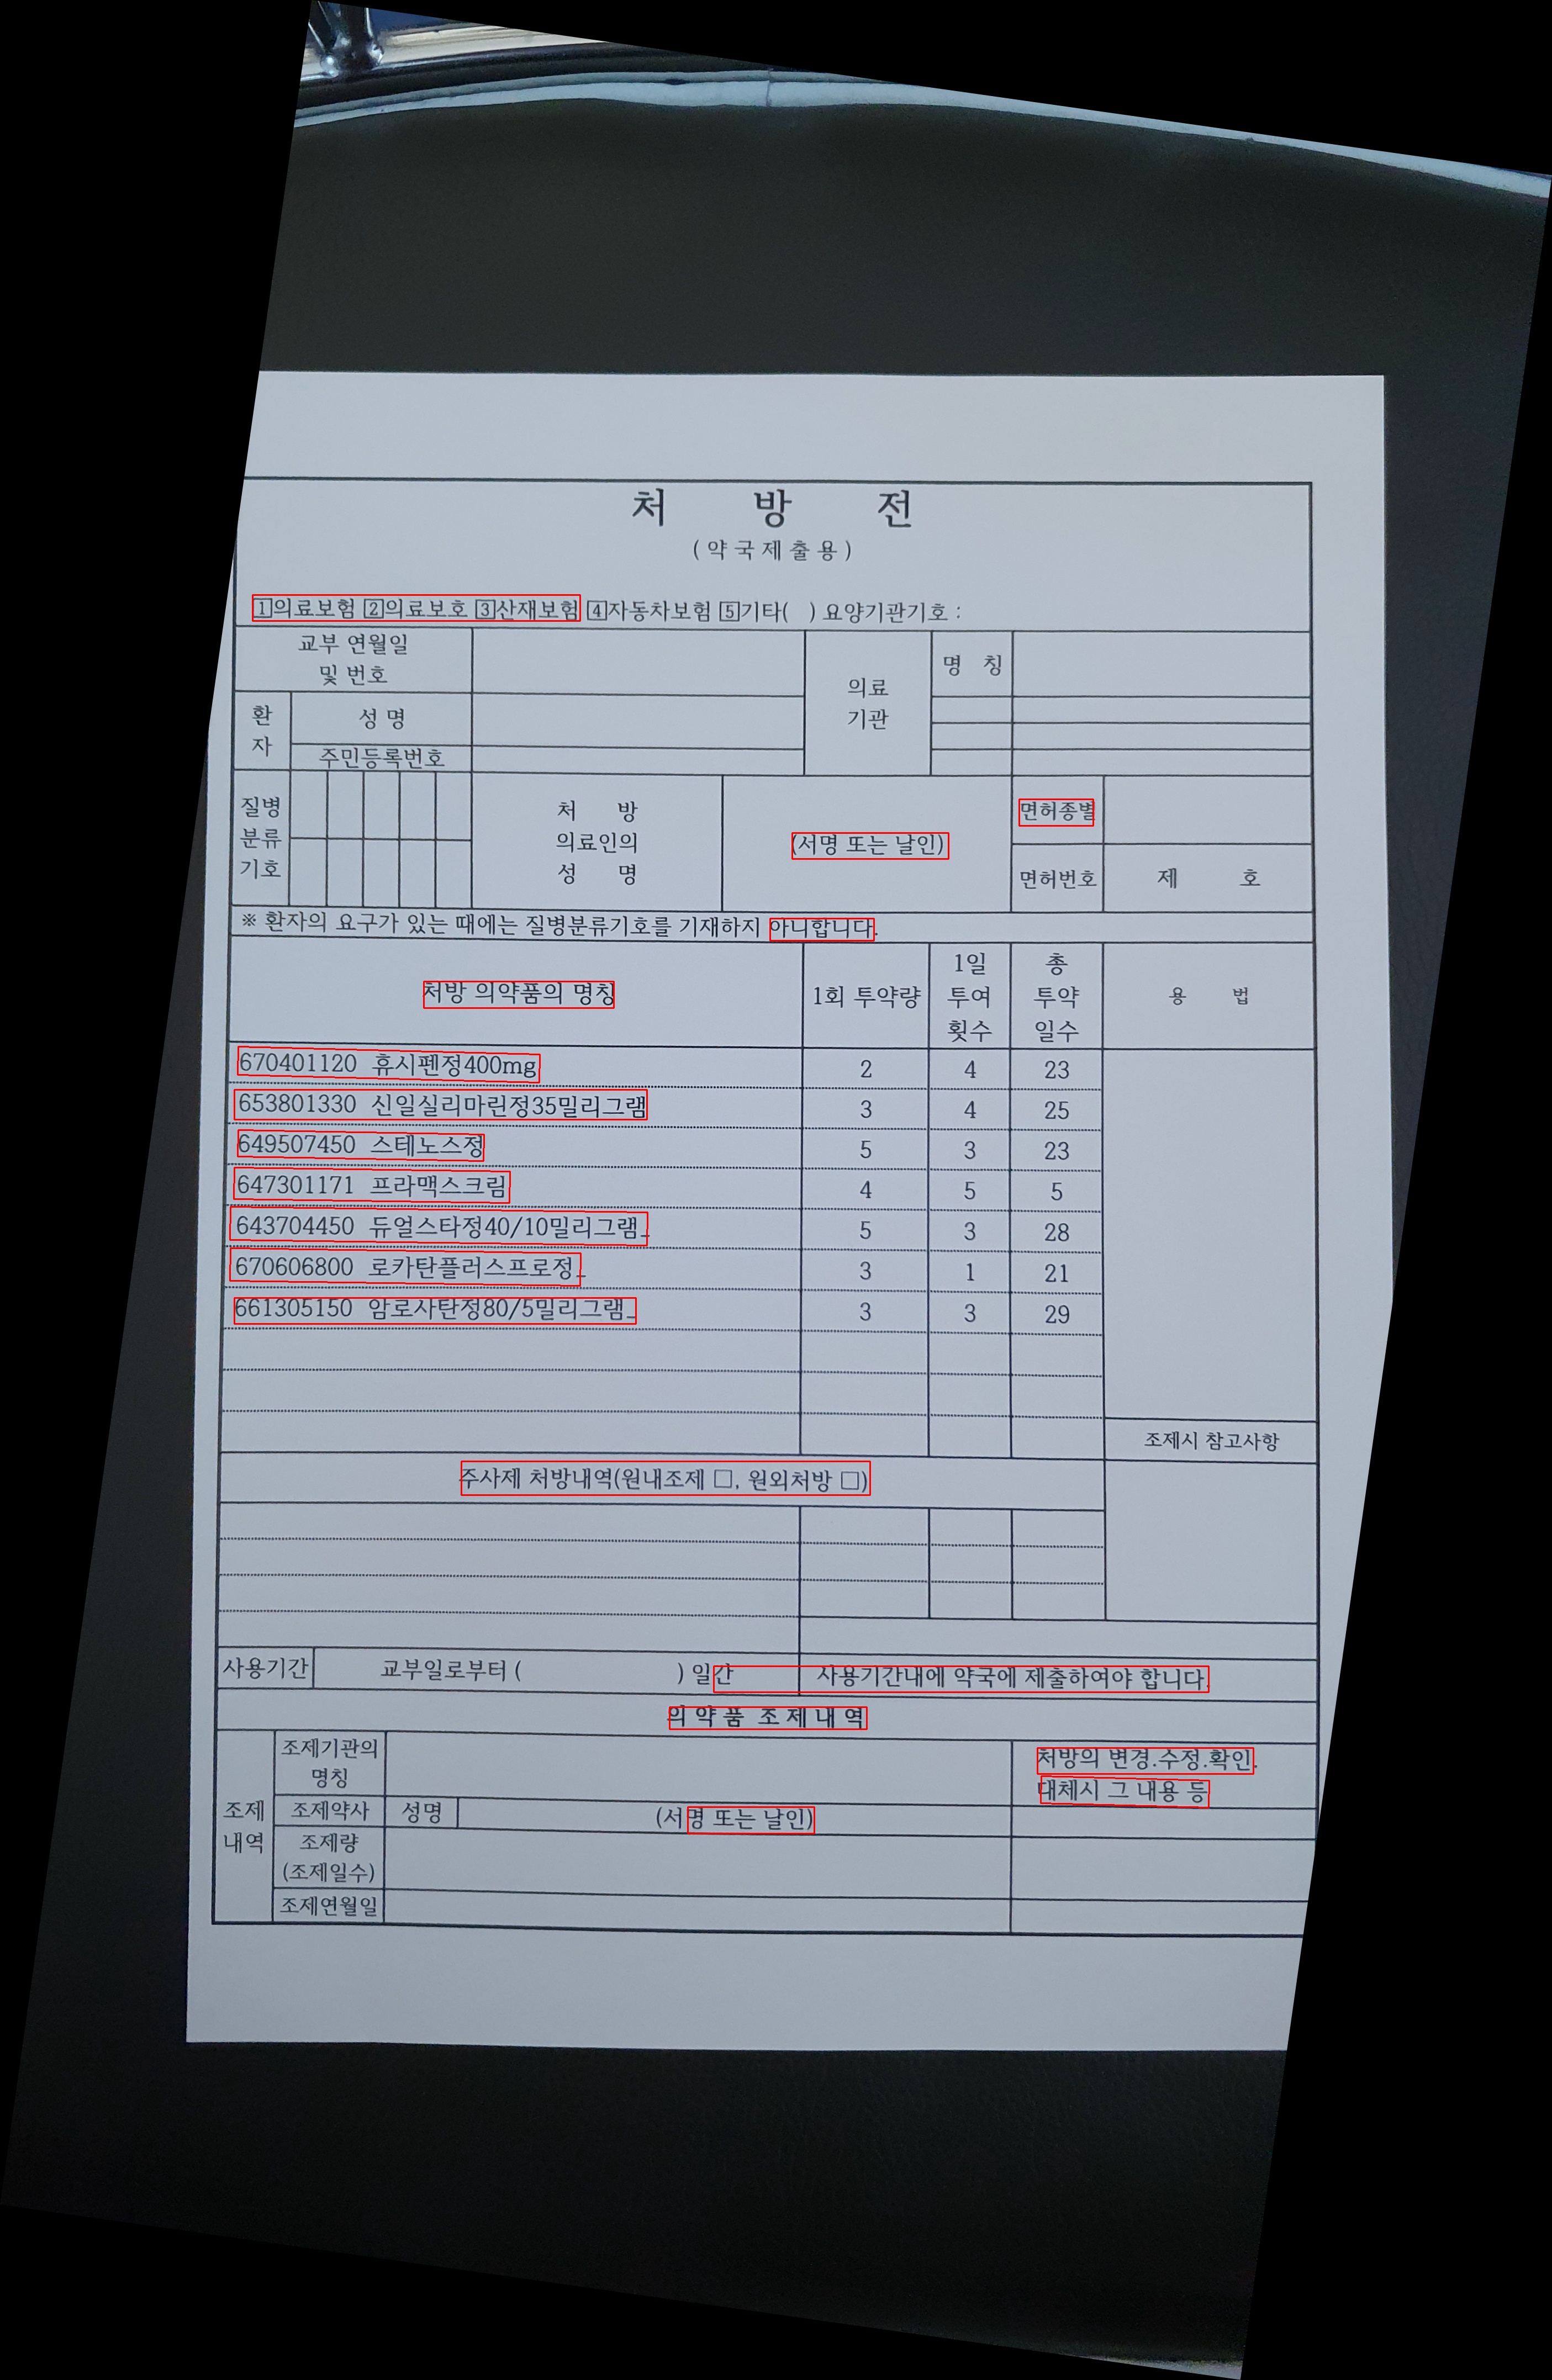 처 방 전
( 약 국 제 출 용 )
1의료보험 2의료보호 3산재보험 4자동차보험 5기타( ) 요양기관기호 :
교부 연월일
및 번호
의료
기관
명 칭
환
자
성 명
주민등록번호
질병
분류
기호
처 방
의료인의
성 명
(서명 또는 날인)
면허종별
면허번호
제 호
※ 환자의 요구가 있는 때에는 질병분류기호를 기재하지 아니합니다.
처방 의약품의 명칭
1회 투약량
1일
투여
횟수
총
투약
일수
용 법
670401120 휴시펜정400mg 2 4 23
653801330 신일실리마린정35밀리그램 3 4 25
649507450 스테노스정 5 3 23
647301171 프라맥스크림 4 5 5
643704450 듀얼스타정40/10밀리그램_ 5 3 28
670606800 로카탄플러스프로정_ 3 1 21
661305150 암로사탄정80/5밀리그램_ 3 3 29
조제시 참고사항
주사제 처방내역(원내조제 □, 원외처방 □)
사용기간 교부일로부터 ( ) 일간 사용기간내에 약국에 제출하여야 합니다.
의 약 품 조 제 내 역
조제
내역
조제기관의
명칭
처방의 변경.수정.확인.
대체시 그 내용 등
조제약사 성명 (서명 또는 날인)
조제량
(조제일수)
조제연월일